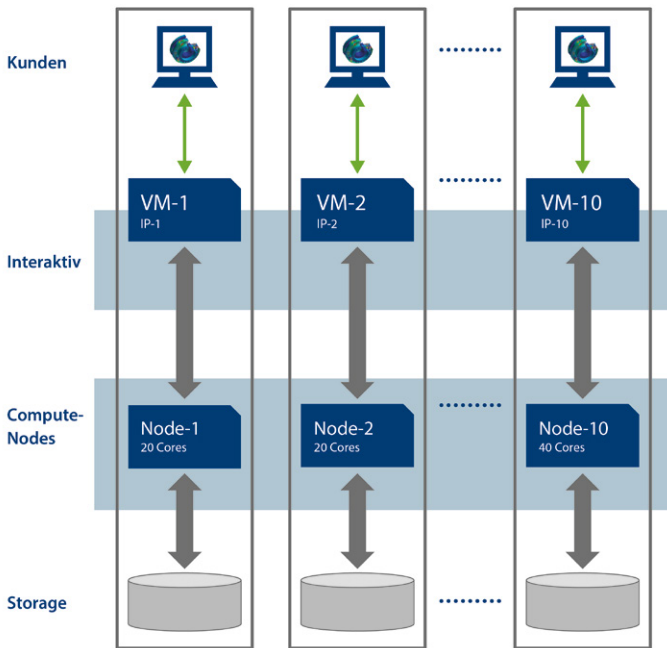 Kunden
VM-1
IP-1
VM-2
IP-2
VM-10
IP-10
Interaktiv
Compute-
Nodes
Node-1
20 Cores
Node-2
20 Cores
Node-10
40 Cores
Storage